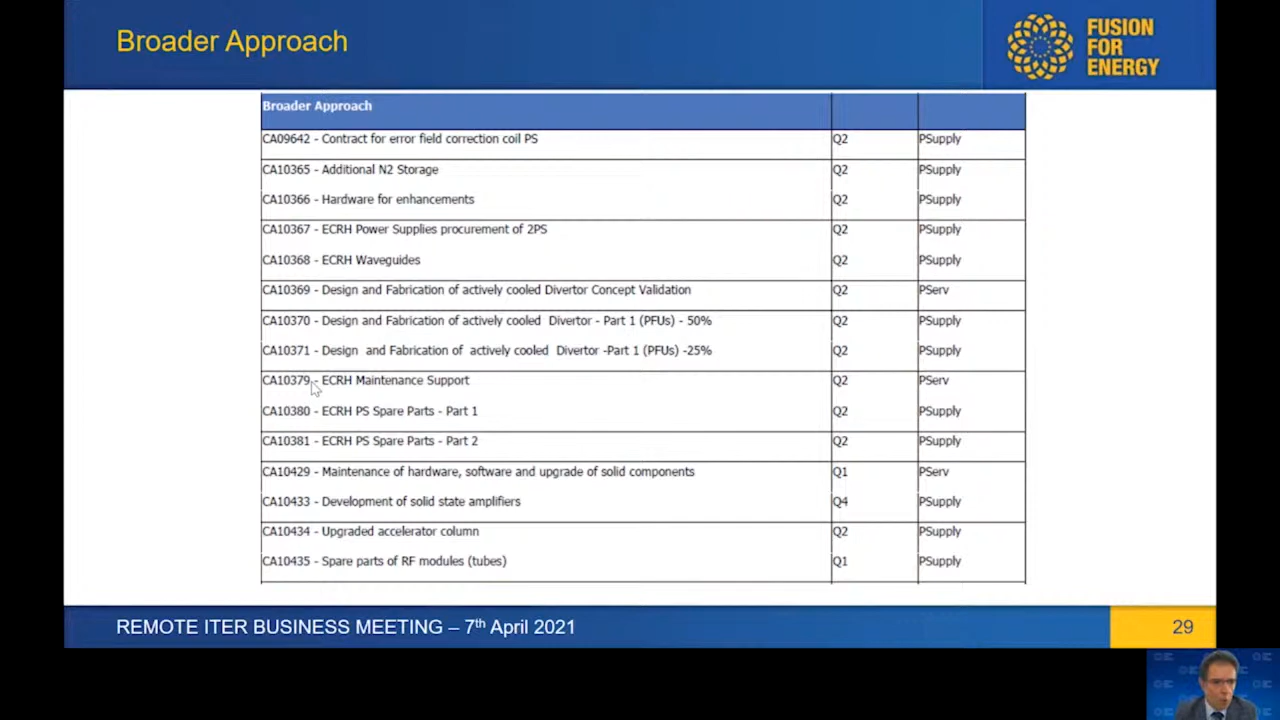 Broader Approach
FUSION
FOR
ENERGY
Broader Approach
CA09642 - Contract for error field correction coil PS Q2 PSupply
CA10365 - Additional N2 Storage Q2 PSupply
CA10366 - Hardware for enhancements Q2 PSupply
CA10367 - ECRH Power Supplies procurement of 2PS Q2 PSupply
CA10368 - ECRH Waveguides Q2 PSupply
CA10369 - Design and Fabrication of actively cooled Divertor Concept Validation Q2 PServ
CA10370 - Design and Fabrication of actively cooled Divertor - Part 1 (PFUs) - 50% Q2 PSupply
CA10371 - Design and Fabrication of actively cooled Divertor -Part 1 (PFUs) -25% Q2 PSupply
CA10379 - ECRH Maintenance Support Q2 PServ
CA10380 - ECRH PS Spare Parts - Part 1 Q2 PSupply
CA10381 - ECRH PS Spare Parts - Part 2 Q2 PSupply
CA10429 - Maintenance of hardware, software and upgrade of solid components Q1 PServ
CA10433 - Development of solid state amplifiers Q4 PSupply
CA10434 - Upgraded accelerator column Q2 PSupply
CA10435 - Spare parts of RF modules (tubes) Q1 PSupply
REMOTE ITER BUSINESS MEETING – 7th April 2021 29